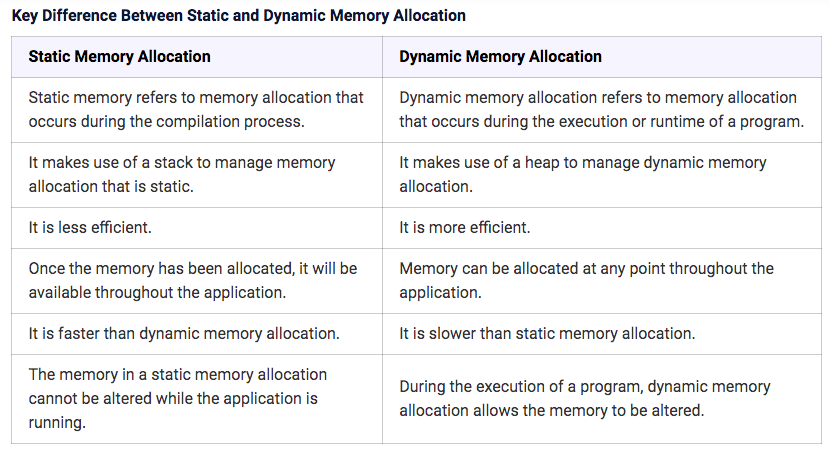 Key Difference Between Static and Dynamic Memory Allocation
Static Memory Allocation
Dynamic Memory Allocation
Static memory refers to memory allocation that
occurs during the compilation process.
Dynamic memory allocation refers to memory allocation
that occurs during the execution or runtime of a program.
It makes use of a stack to manage memory
allocation that is static.
It makes use of a heap to manage dynamic memory
allocation.
It is less efficient.
It is more efficient.
Once the memory has been allocated, it will be
available throughout the application.
Memory can be allocated at any point throughout the
application.
It is faster than dynamic memory allocation.
It is slower than static memory allocation.
The memory in a static memory allocation
cannot be altered while the application is
running.
During the execution of a program, dynamic memory
allocation allows the memory to be altered.